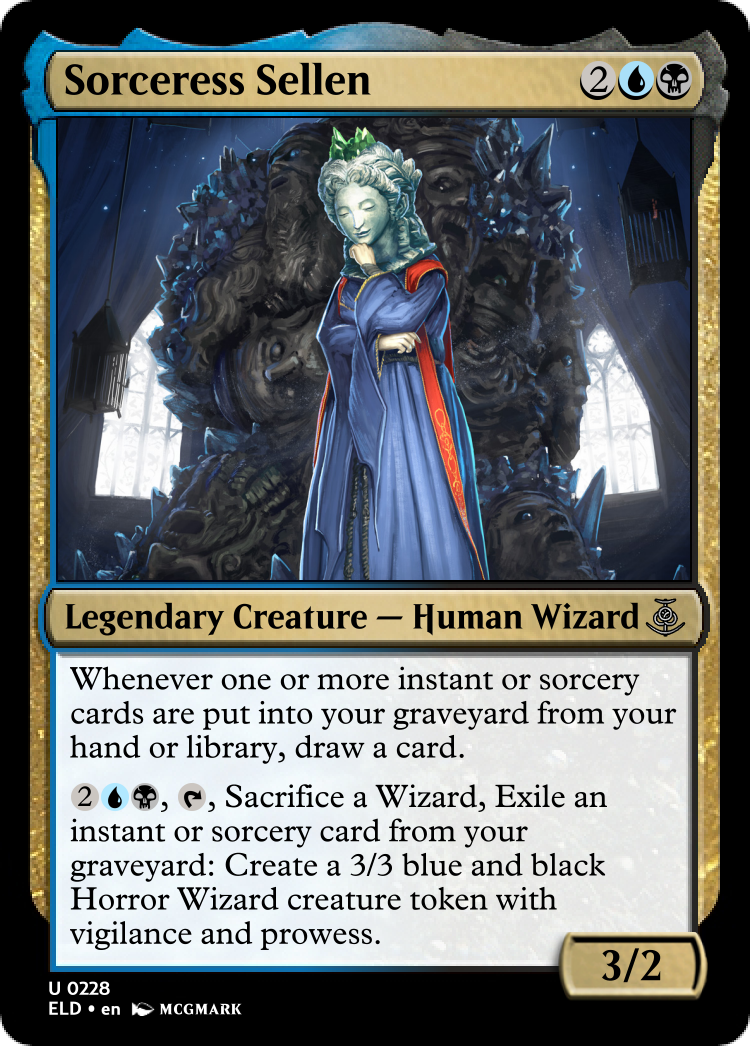 Sorceress Sellen 2
Legendary Creature — Human Wizard
Whenever one or more instant or sorcery
cards are put into your graveyard from your
hand or library, draw a card.
2, , Sacrifice a Wizard, Exile an
instant or sorcery card from your
graveyard: Create a 3/3 blue and black
Horror Wizard creature token with
vigilance and prowess.
3/2
U 0228
ELD • en MCGMARK